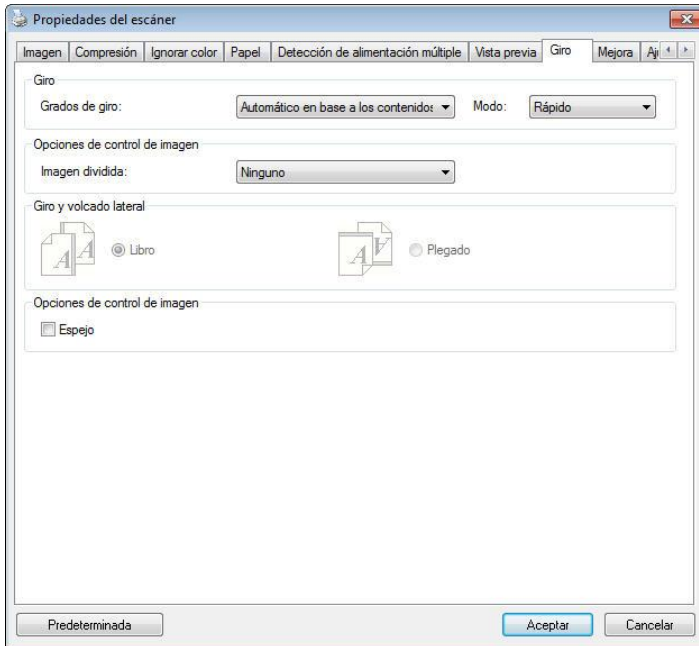 Propiedades del escáner
Imagen Compresión Ignorar color Papel Detección de alimentación múltiple Vista previa Giro Mejora
Giro
Grados de giro: Automático en base a los contenidos Modo: Rápido
Opciones de control de imagen
Imagen dividida: Ninguno
Giro y volcado lateral
A A Libro A A Plegado
Opciones de control de imagen
Espejo
Predeterminada Aceptar Cancelar